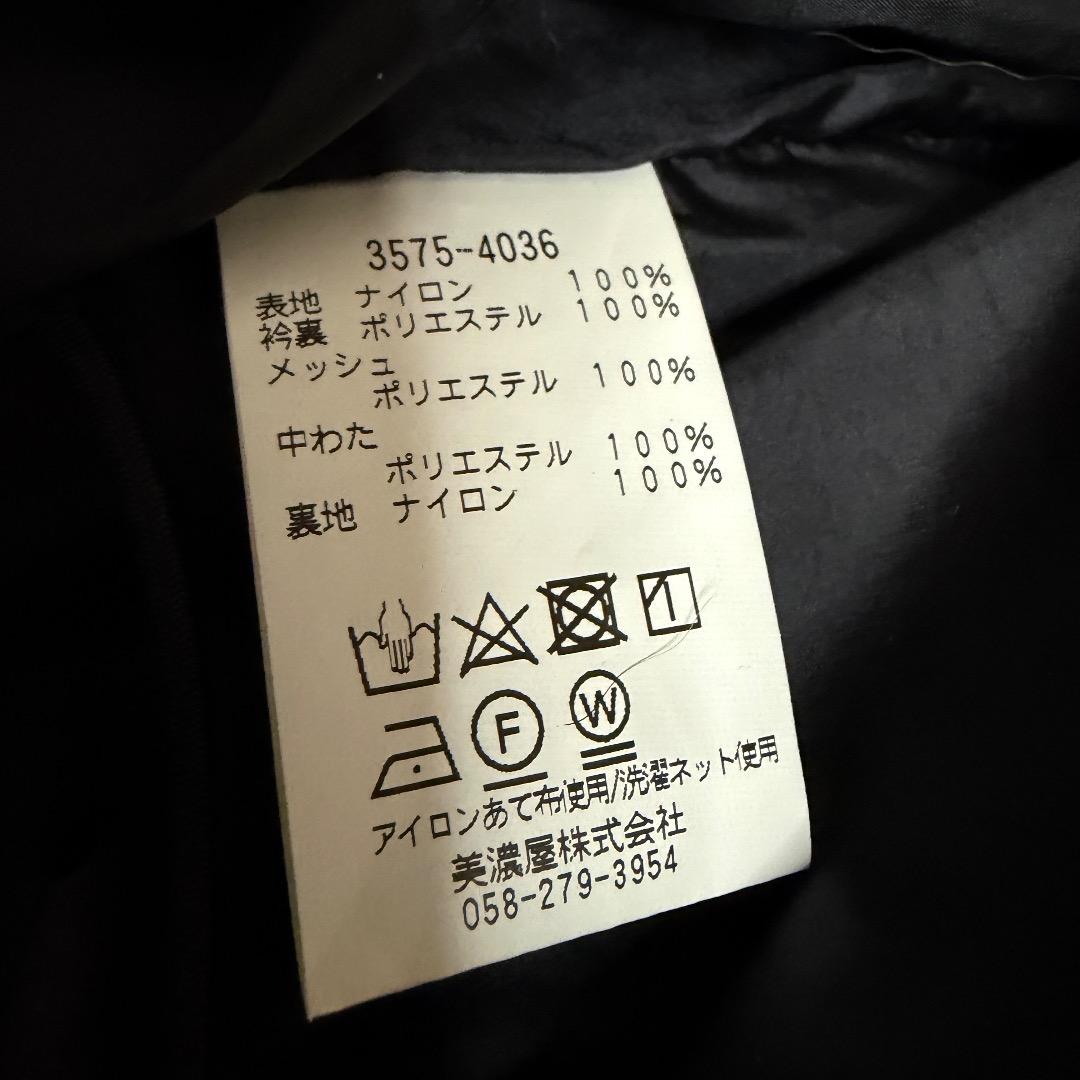 3575-4036
表地 ナイロン 100%
衿裏 ポリエステル 100%
メッシュ
ポリエステル 100%
中わた
ポリエステル 100%
裏地 ナイロン 100%
1
F W
アイロンあて布使用/洗濯ネット使用
美濃屋株式会社
058-279-3954